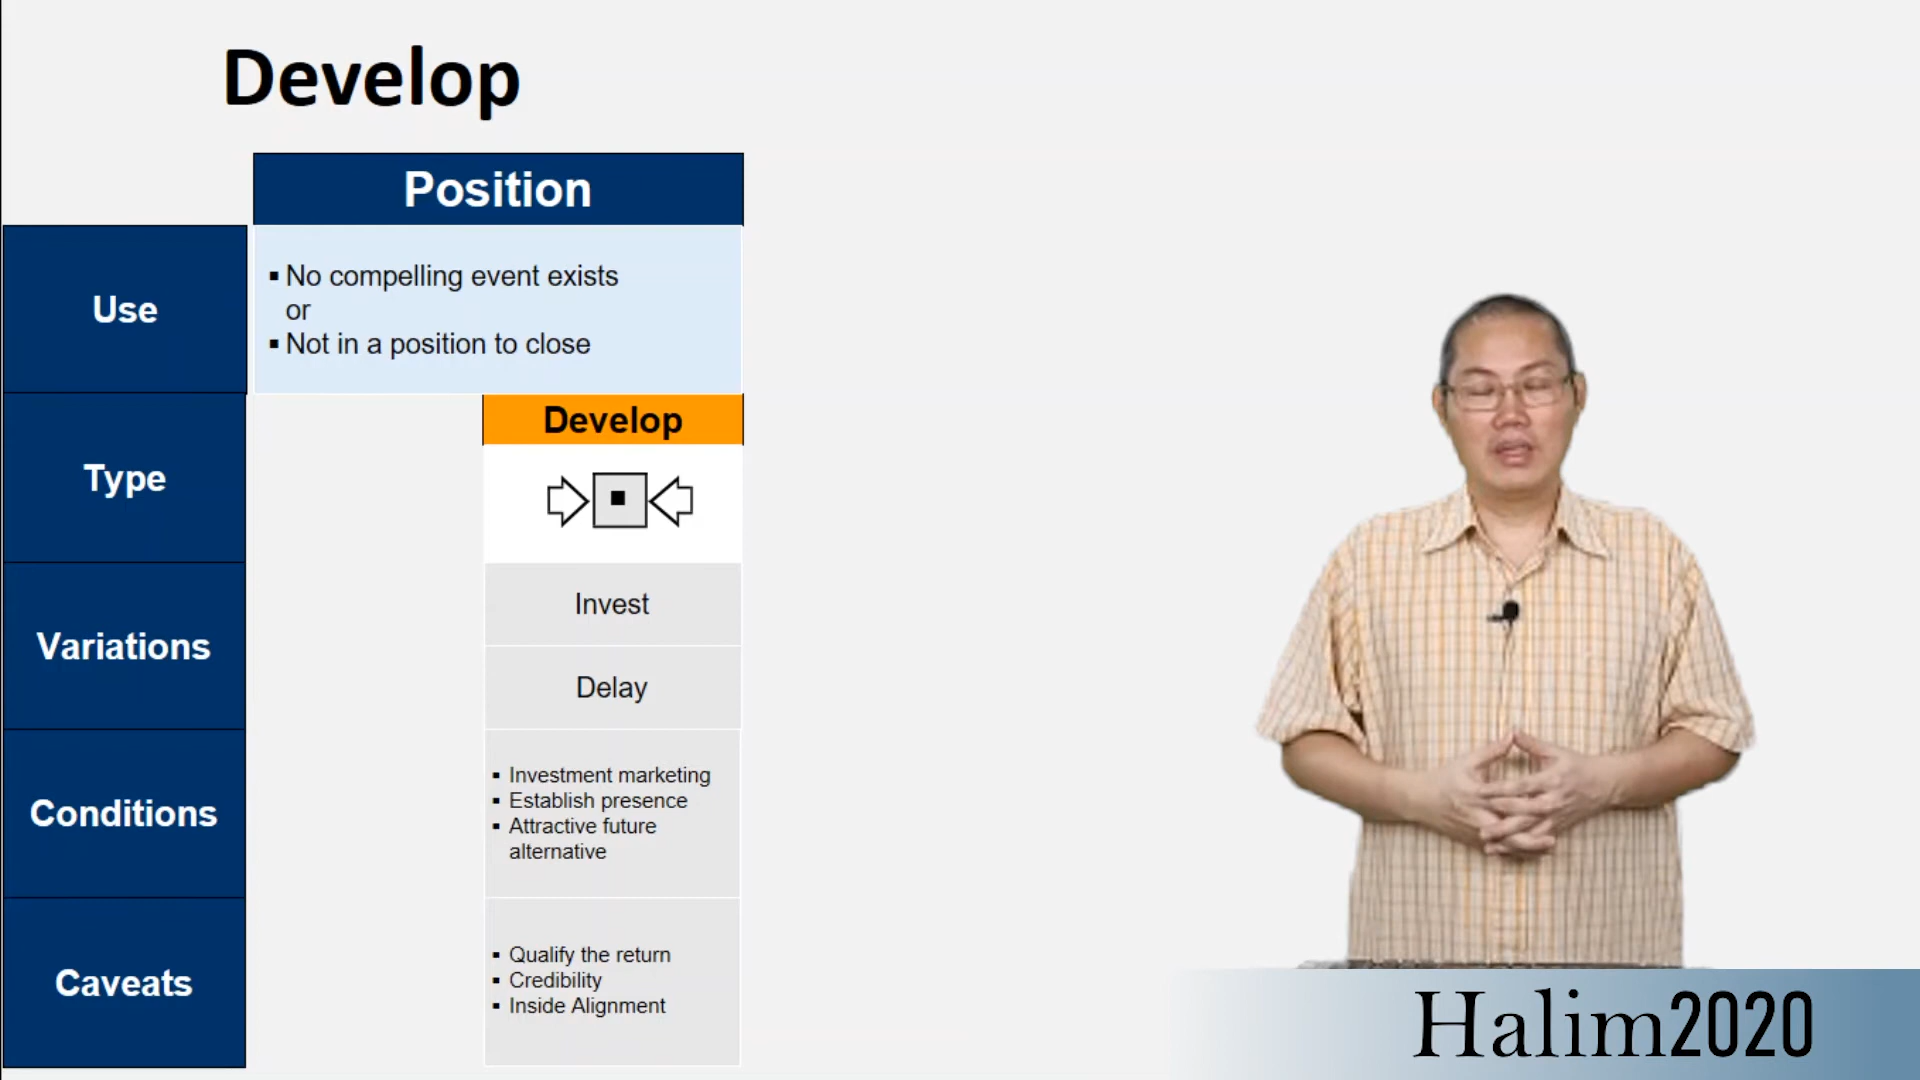 Develop
Position
Use
▪ No compelling event exists
or
▪ Not in a position to close
Type
Develop
Variations
Invest
Delay
Conditions
▪ Investment marketing
▪ Establish presence
▪ Attractive future
alternative
Caveats
▪ Qualify the return
▪ Credibility
▪ Inside Alignment
Halim2020